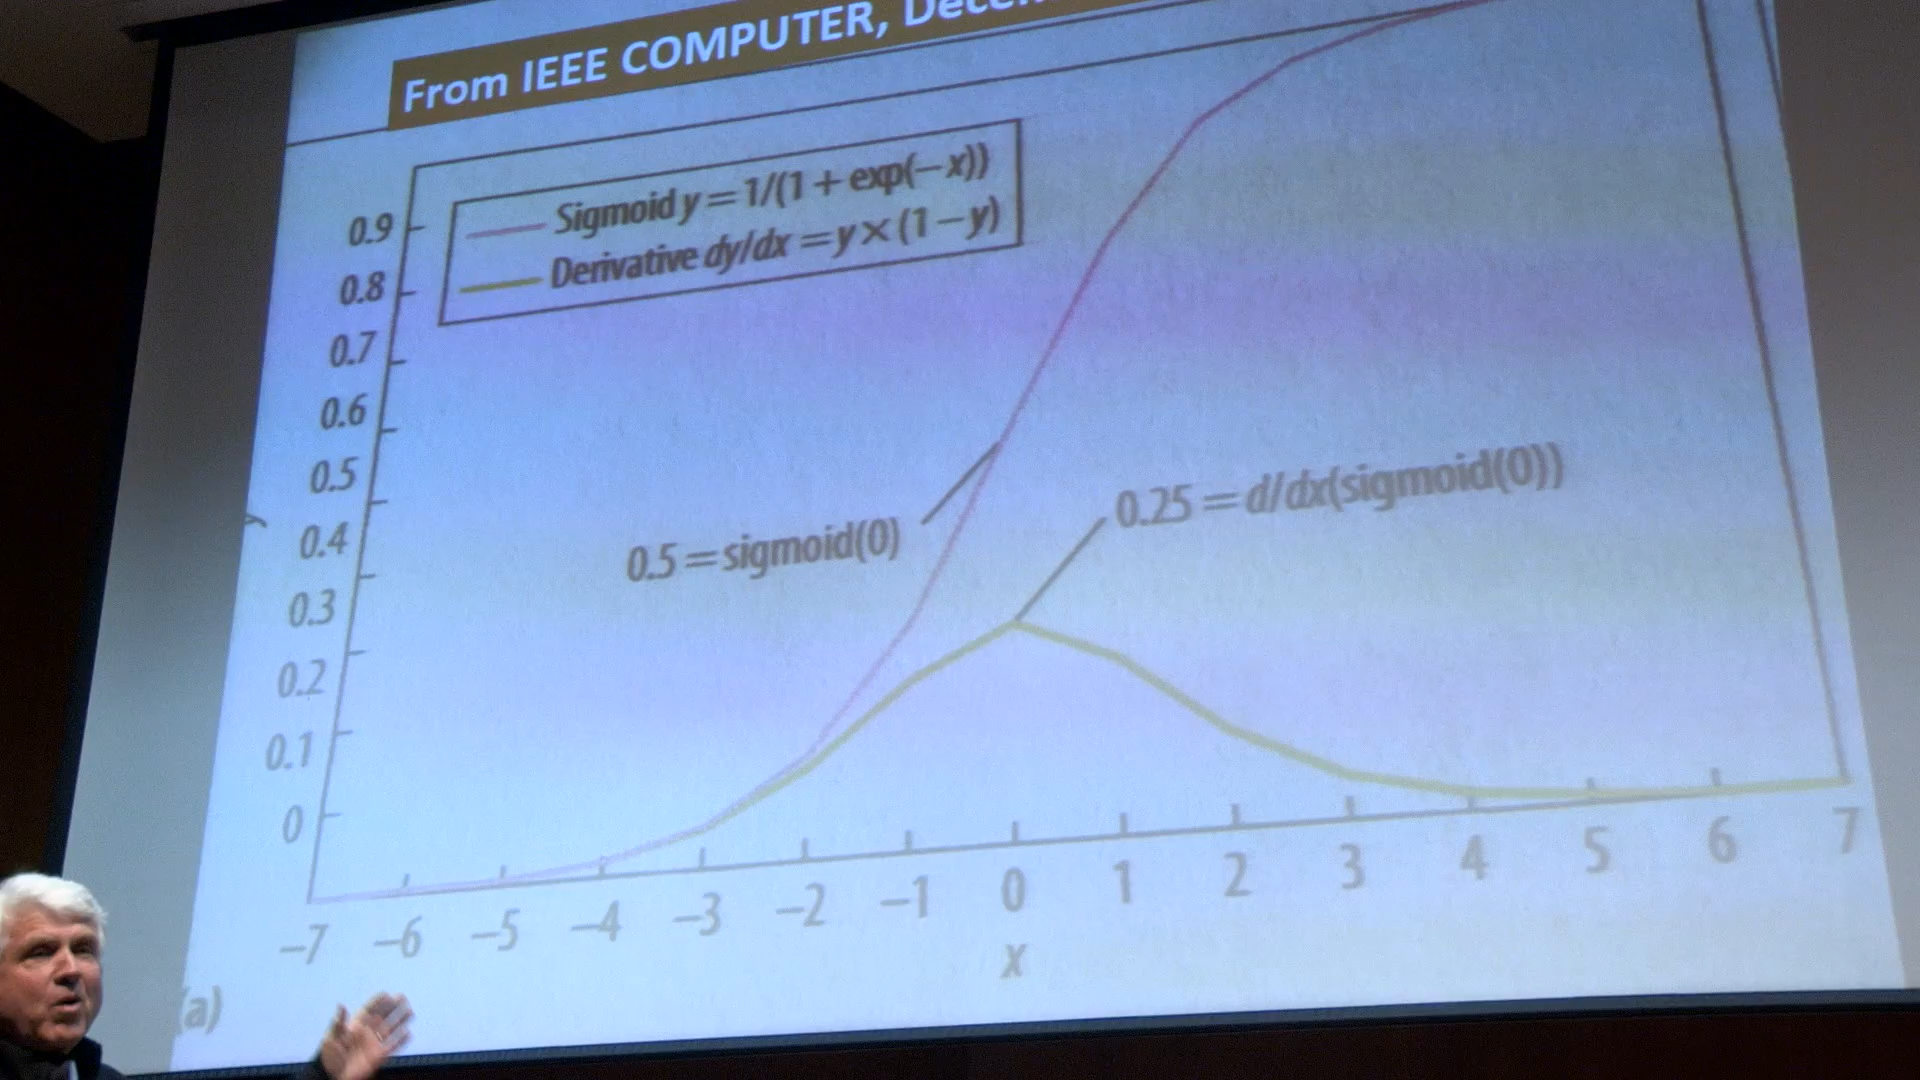 From IEEE COMPUTER,
Sigmoid y = 1/(1 + exp(−x))
Derivative dy/dx = y × (1 − y)
0.9
0.8
0.7
0.6
0.5
0.4
0.3
0.2
0.1
0
0.5 = sigmoid(0)
0.25 = d/dx(sigmoid(0))
−7 −6 −5 −4 −3 −2 −1 0 1 2 3 4 5 6 7
x
(a)